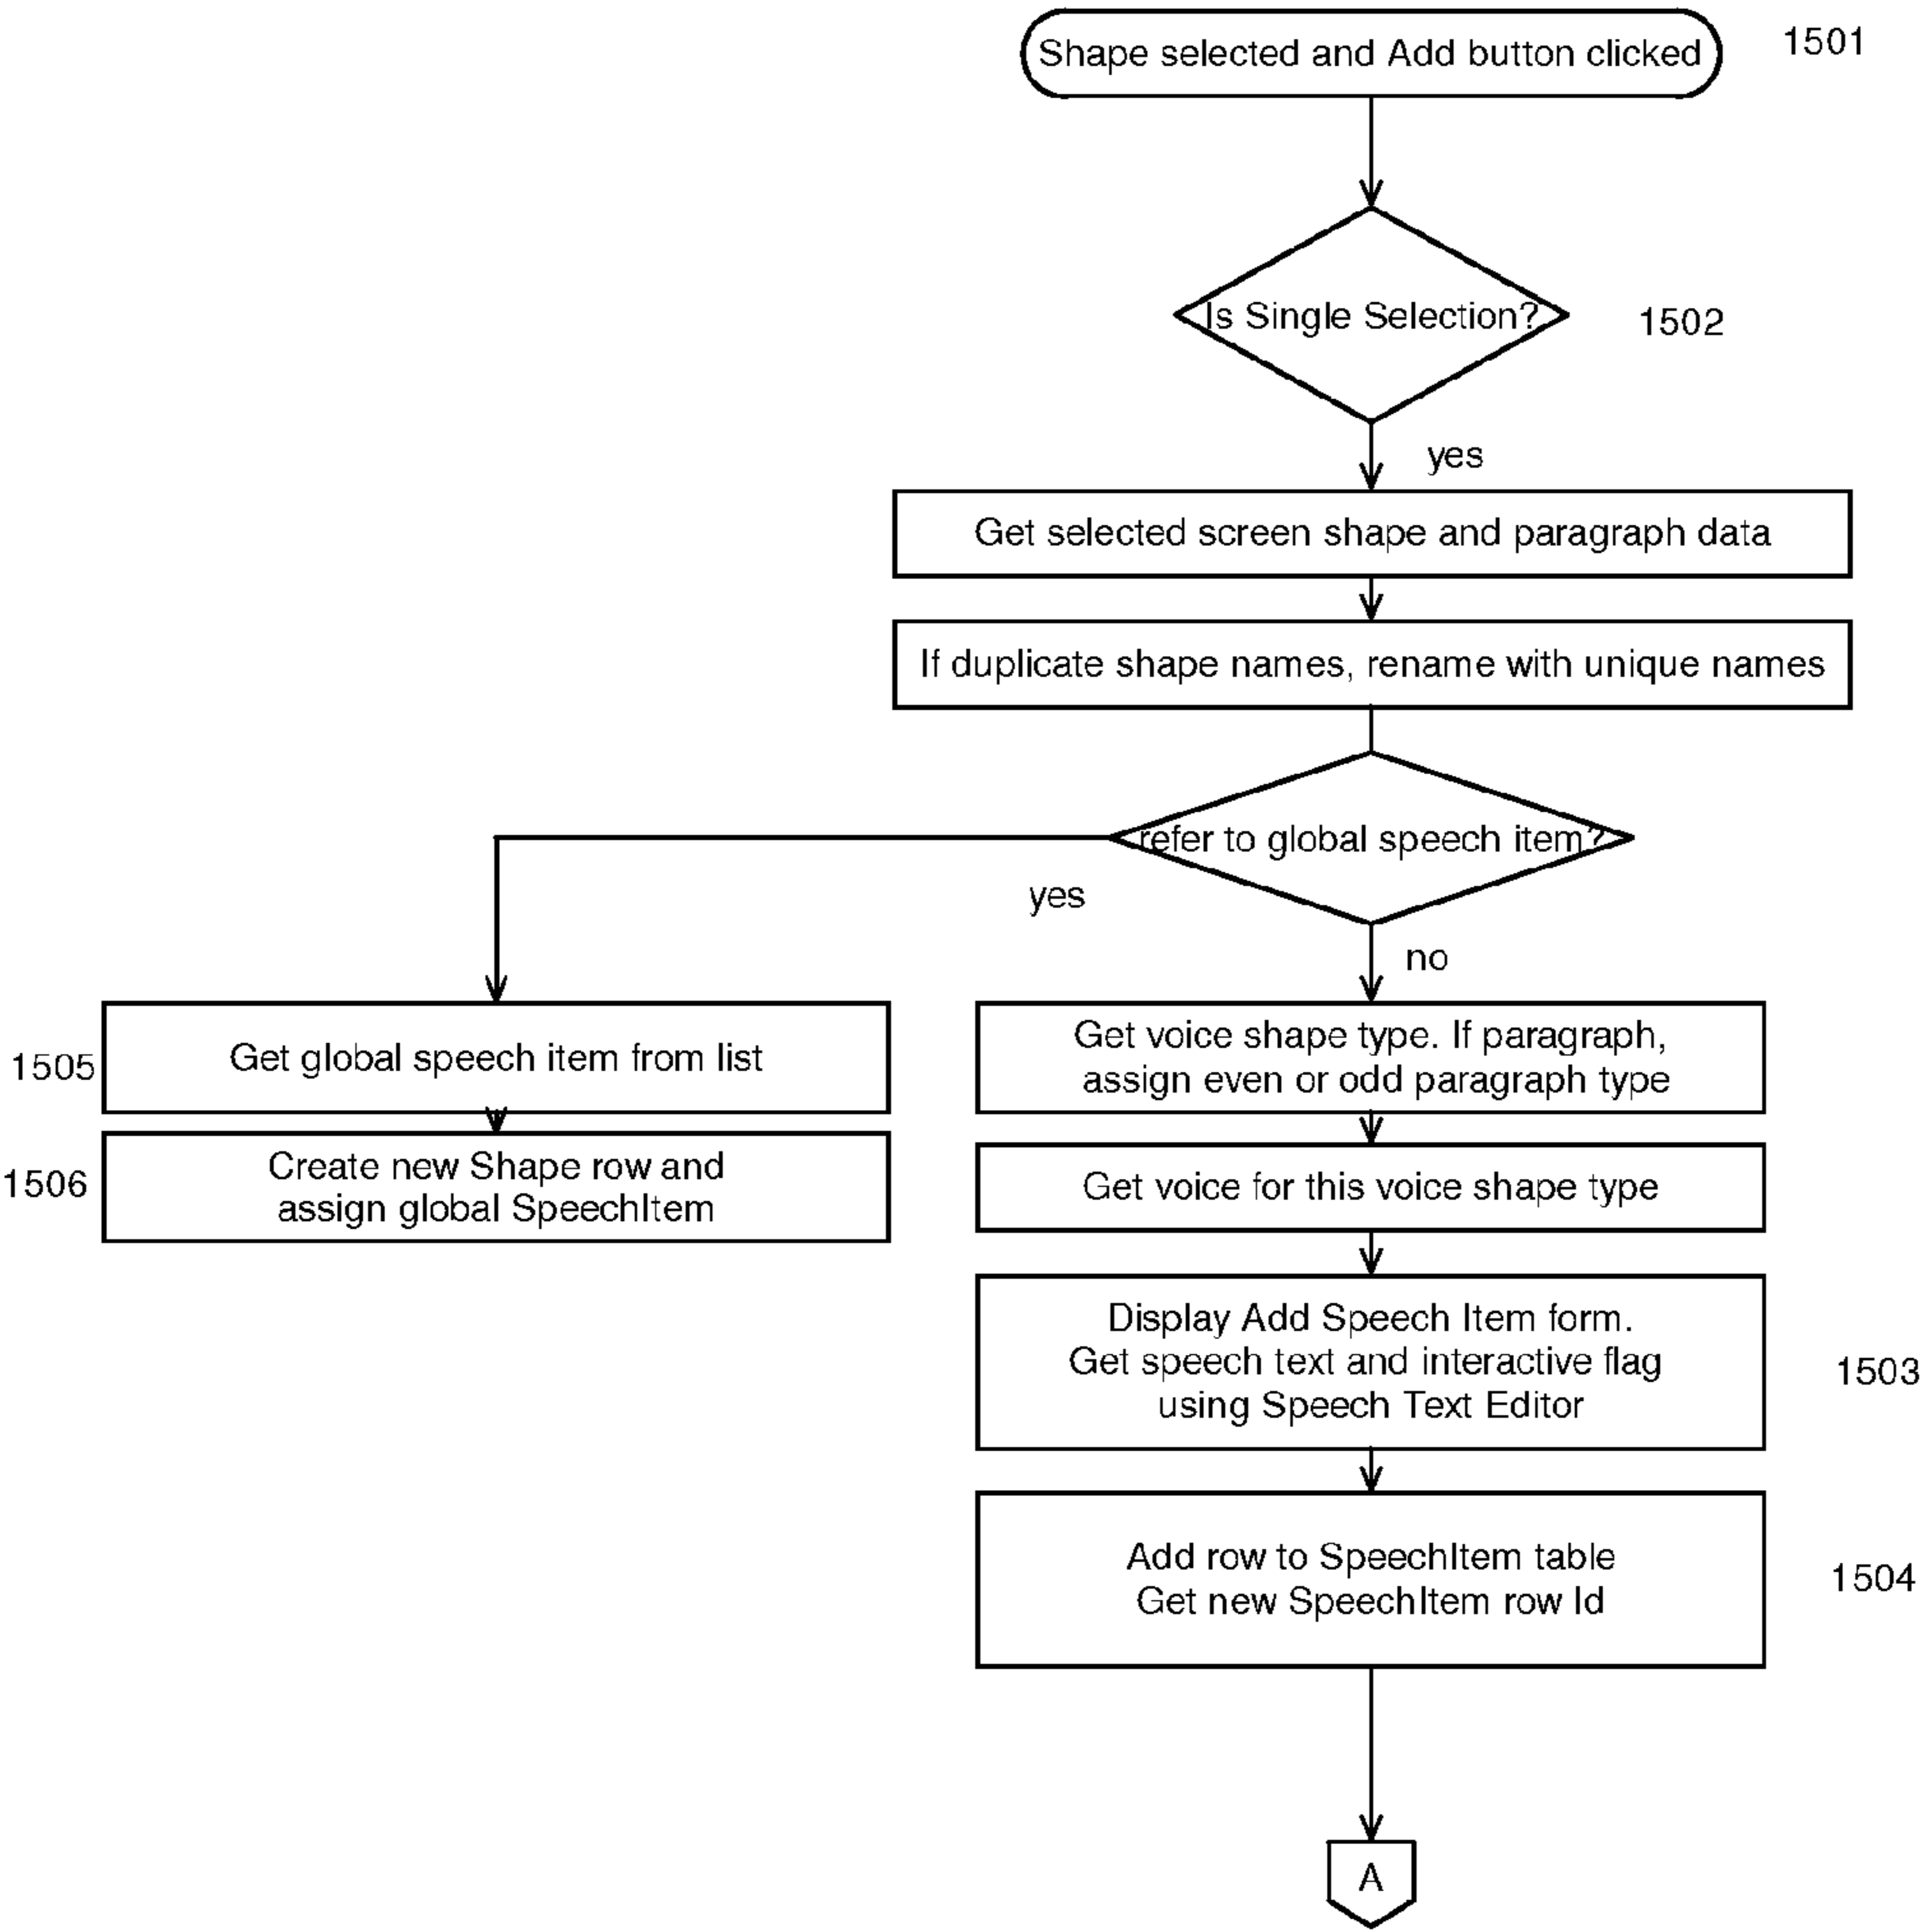 Shape selected and Add button clicked
1501
Is Single Selection?
1502
yes
Get selected screen shape and paragraph data
If duplicate shape names, rename with unique names
refer to global speech item?
yes
no
1505
Get global speech item from list
Get voice shape type. If paragraph,
assign even or odd paragraph type
1506
Create new Shape row and
assign global SpeechItem
Get voice for this voice shape type
Display Add Speech Item form.
Get speech text and interactive flag
using Speech Text Editor
1503
Add row to SpeechItem table
Get new SpeechItem row Id
1504
A